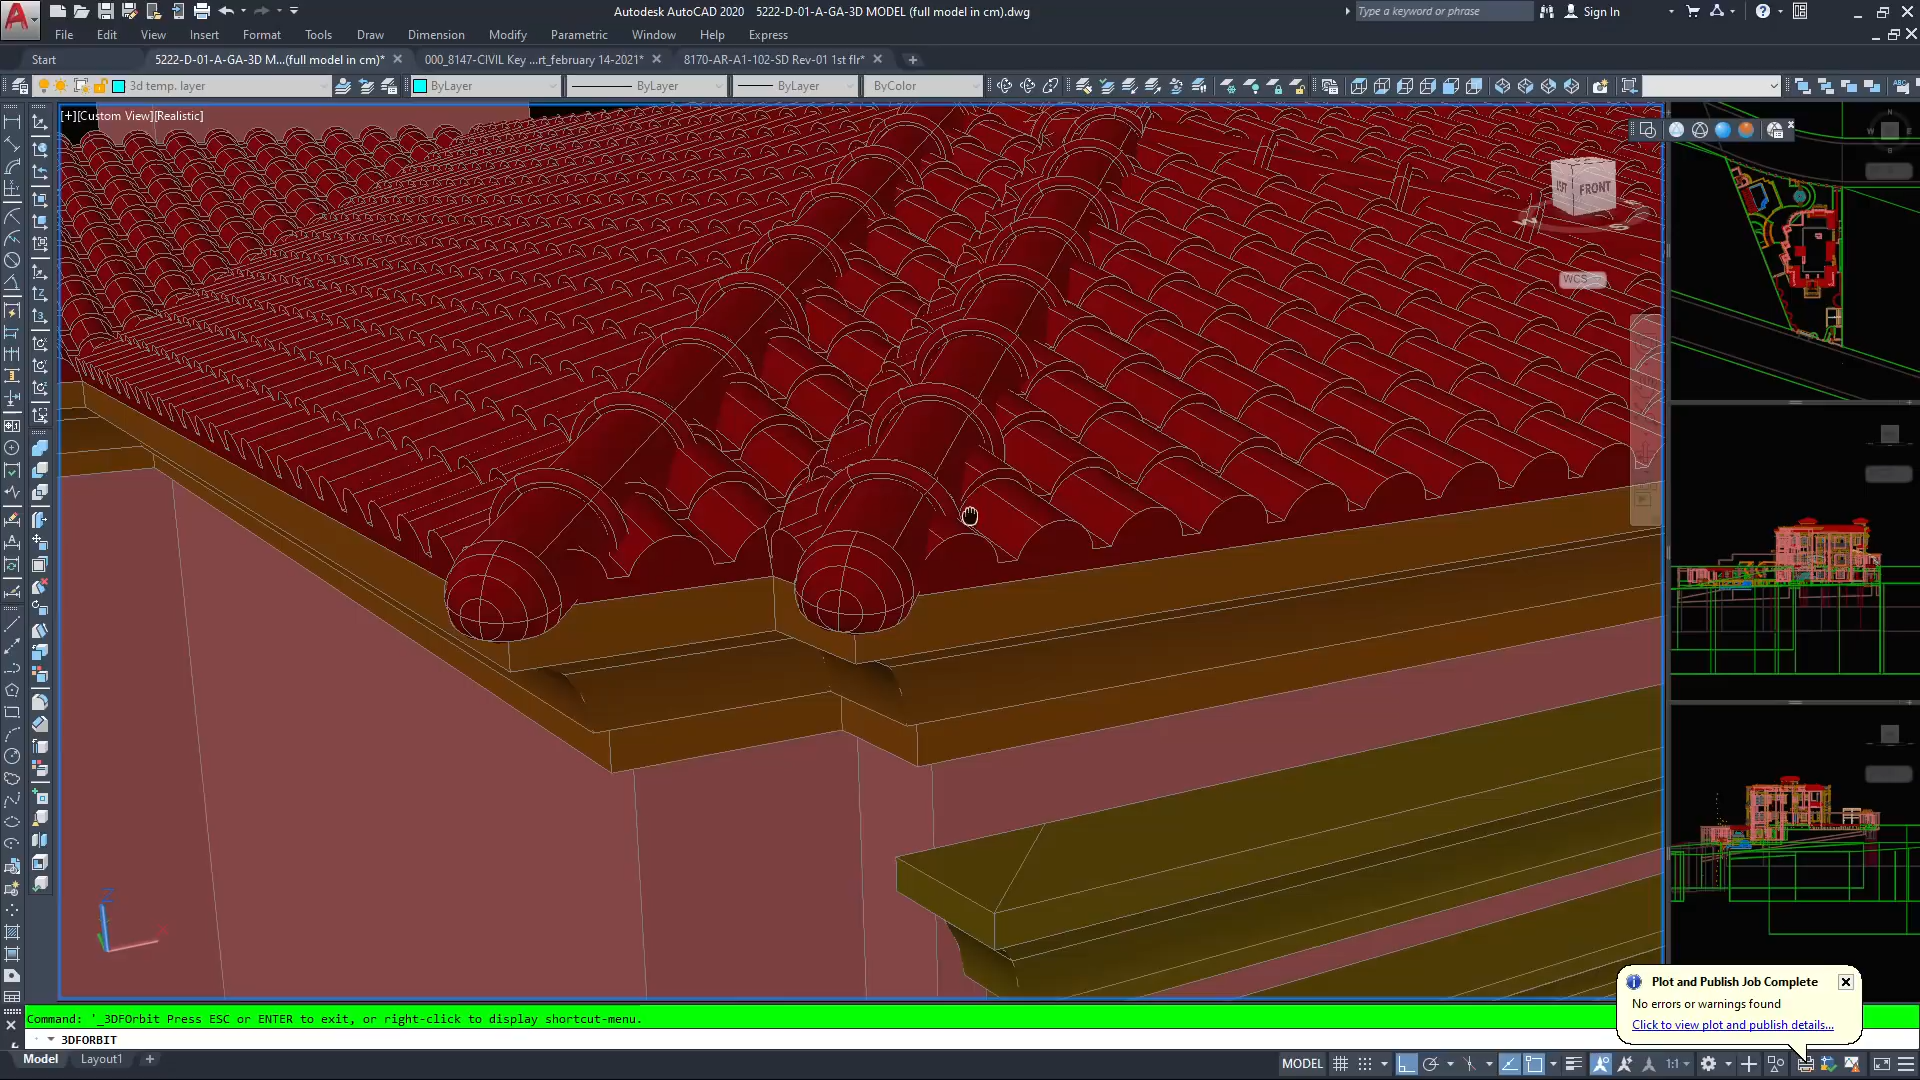 Autodesk AutoCAD 2020 5222-D-01-A-GA-3D MODEL (full model in cm).dwg
Type a keyword or phrase
Sign In
File Edit View Insert Format Tools Draw Dimension Modify Parametric Window Help Express
Start 5222-D-01-A-GA-3D M...(full model in cm)* 000_8147-CIVIL Key ...rt_february 14-2021* 8170-AR-A1-102-SD Rev-01 1st flr*
3d temp. layer ByLayer ByLayer ByLayer ByColor
[+][Custom View][Realistic]
FRONT
WCS
Plot and Publish Job Complete
No errors or warnings found
Click to view plot and publish details...
Command: '_3DFOrbit Press ESC or ENTER to exit, or right-click to display shortcut-menu.
3DFORBIT
Model Layout1 MODEL 1:1